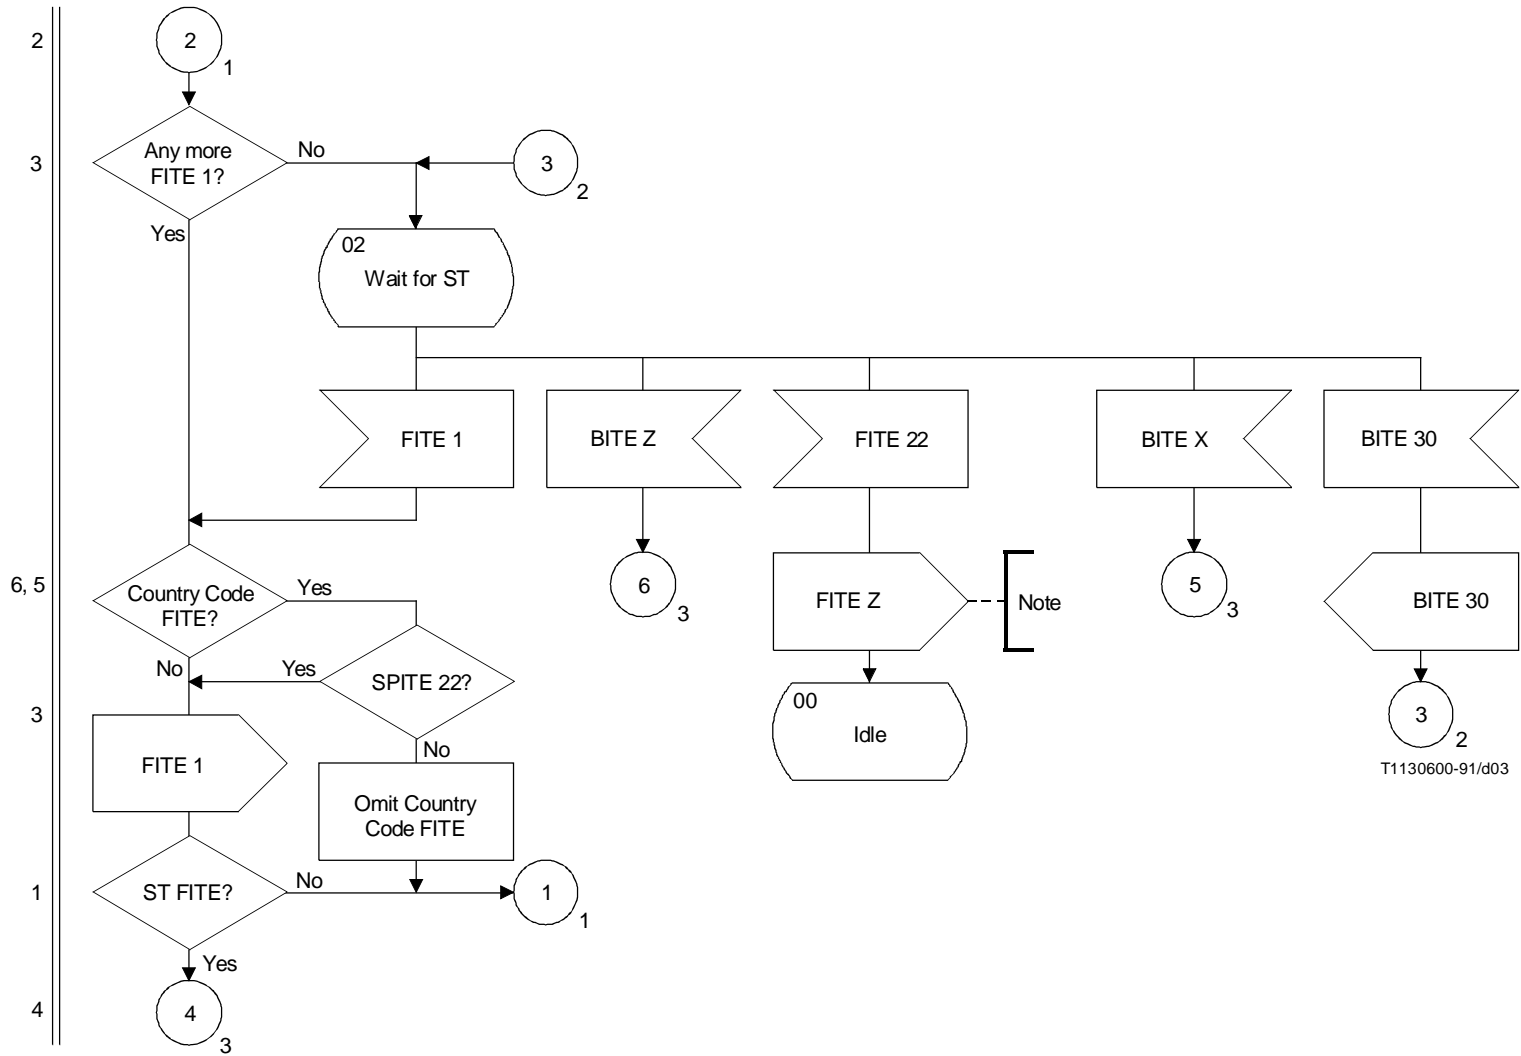 2
2
1
3
Any more
FITE 1?
No
3
2
Yes
02
Wait for ST
FITE 1
BITE Z
FITE 22
BITE X
BITE 30
6, 5
Country Code
FITE?
Yes
6
3
FITE Z
Note
5
3
BITE 30
No
Yes
SPITE 22?
3
FITE 1
No
00
Idle
3
2
T1130600-91/d03
Omit Country
Code FITE
1
ST FITE?
No
1
1
Yes
4
4
3